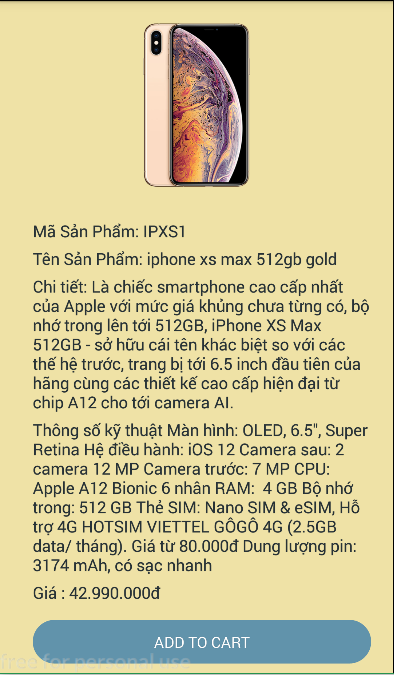 Mã Sản Phẩm: IPXS1
Tên Sản Phẩm: iphone xs max 512gb gold
Chi tiết: Là chiếc smartphone cao cấp nhất
của Apple với mức giá khủng chưa từng có, bộ
nhớ trong lên tới 512GB, iPhone XS Max
512GB - sở hữu cái tên khác biệt so với các
thế hệ trước, trang bị tới 6.5 inch đầu tiên của
hãng cùng các thiết kế cao cấp hiện đại từ
chip A12 cho tới camera AI.
Thông số kỹ thuật Màn hình: OLED, 6.5", Super
Retina Hệ điều hành: iOS 12 Camera sau: 2
camera 12 MP Camera trước: 7 MP CPU:
Apple A12 Bionic 6 nhân RAM:  4 GB Bộ nhớ
trong: 512 GB Thẻ SIM: Nano SIM & eSIM, Hỗ
trợ 4G HOTSIM VIETTEL GÔGÔ 4G (2.5GB
data/ tháng). Giá từ 80.000đ Dung lượng pin:
3174 mAh, có sạc nhanh
Giá : 42.990.000đ
ADD TO CART
free for personal use